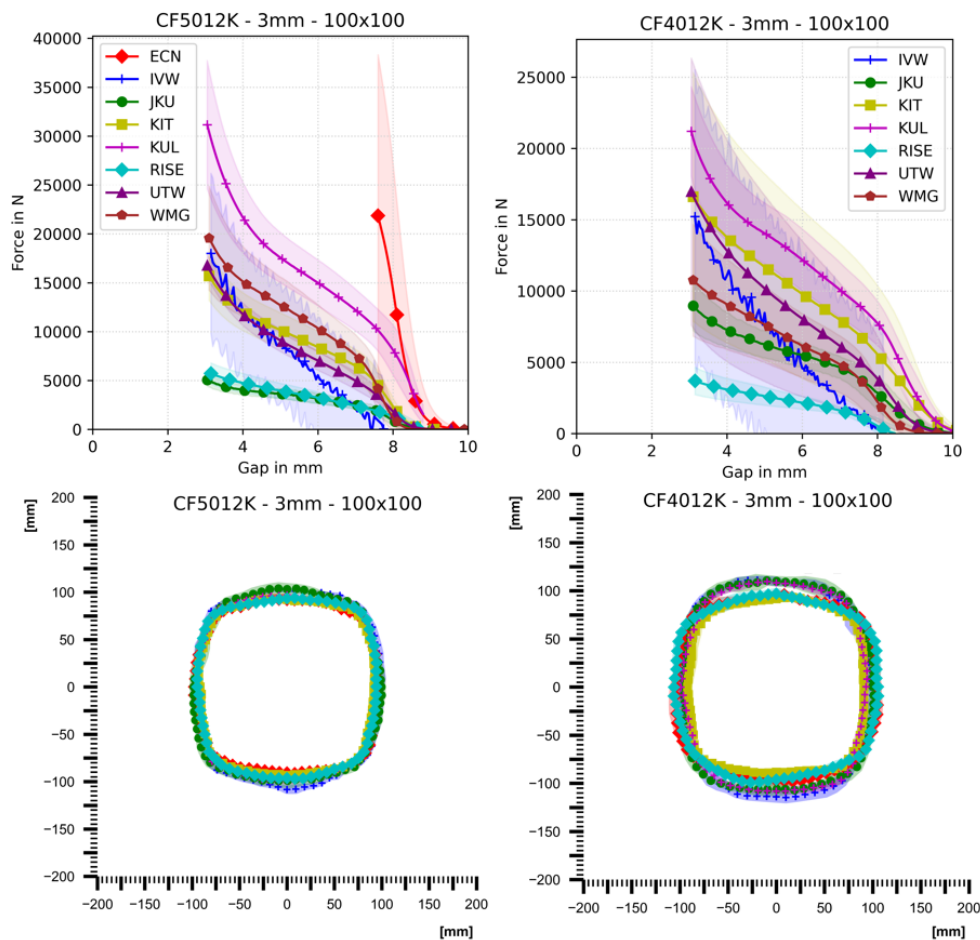 CF5012K - 3mm - 100x100
40000
35000
30000
25000
20000
15000
10000
5000
0
Force in N
ECN
IVW
JKU
KIT
KUL
RISE
UTW
WMG
0 2 4 6 8 10
Gap in mm
CF4012K - 3mm - 100x100
25000
20000
15000
10000
5000
0
Force in N
IVW
JKU
KIT
KUL
RISE
UTW
WMG
0 2 4 6 8 10
Gap in mm
CF5012K - 3mm - 100x100
[mm]
200
150
100
50
0
−50
−100
−150
−200
−200 −150 −100 −50 0 50 100 150 200
[mm]
CF4012K - 3mm - 100x100
[mm]
200
150
100
50
0
−50
−100
−150
−200
−200 −150 −100 −50 0 50 100 150 200
[mm]